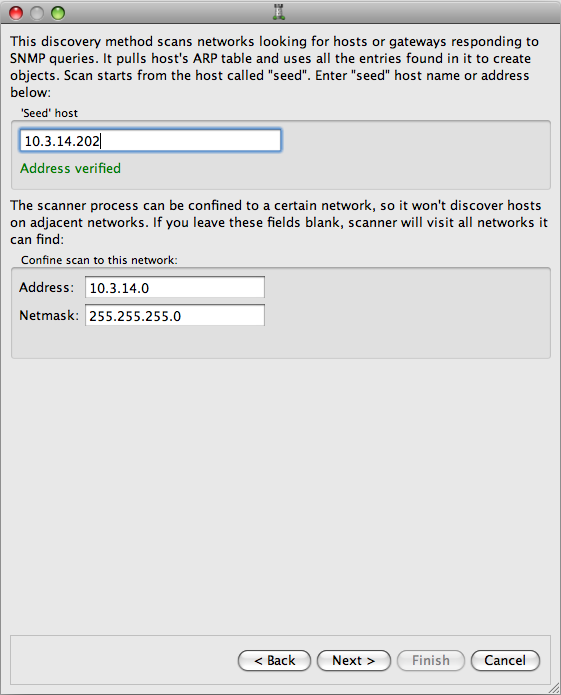 This discovery method scans networks looking for hosts or gateways responding to
SNMP queries. It pulls host's ARP table and uses all the entries found in it to create
objects. Scan starts from the host called "seed". Enter "seed" host name or address
below:
'Seed' host
10.3.14.202
Address verified
The scanner process can be confined to a certain network, so it won't discover hosts
on adjacent networks. If you leave these fields blank, scanner will visit all networks it
can find:
Confine scan to this network:
Address: 10.3.14.0
Netmask: 255.255.255.0
< Back Next > Finish Cancel